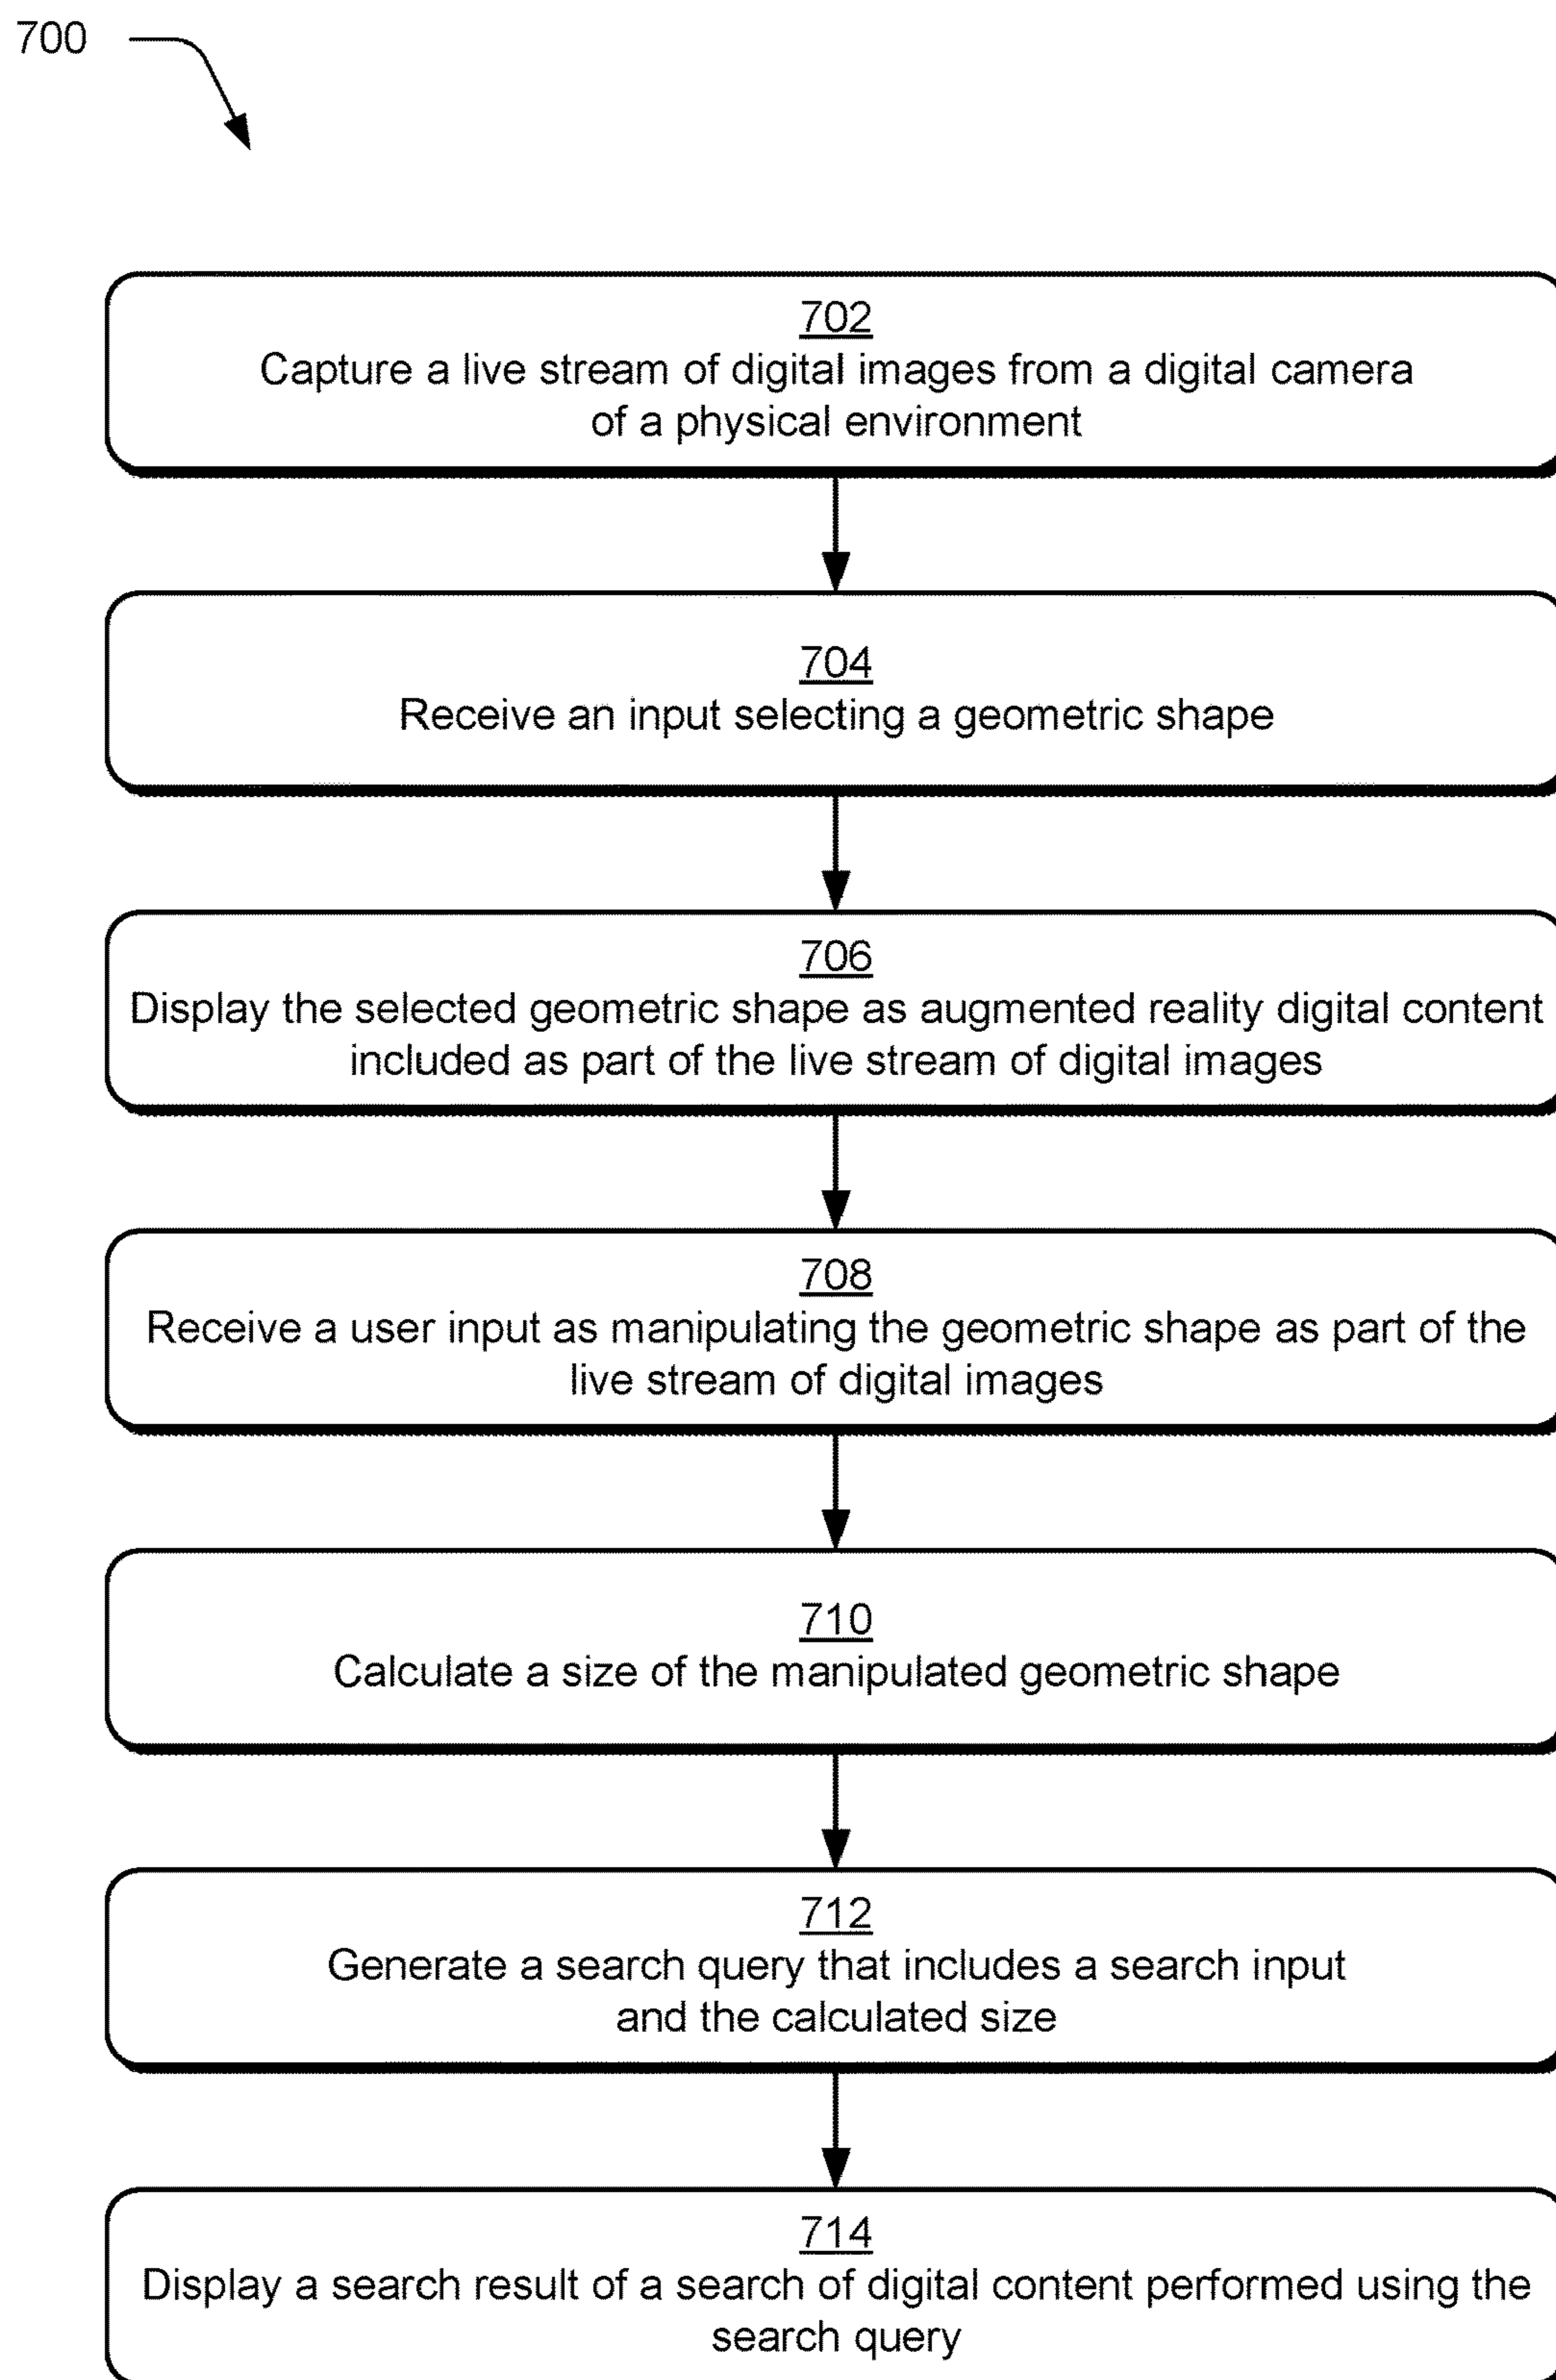 700
702
Capture a live stream of digital images from a digital camera
of a physical environment
704
Receive an input selecting a geometric shape
706
Display the selected geometric shape as augmented reality digital content
included as part of the live stream of digital images
708
Receive a user input as manipulating the geometric shape as part of the
live stream of digital images
710
Calculate a size of the manipulated geometric shape
712
Generate a search query that includes a search input
and the calculated size
714
Display a search result of a search of digital content performed using the
search query